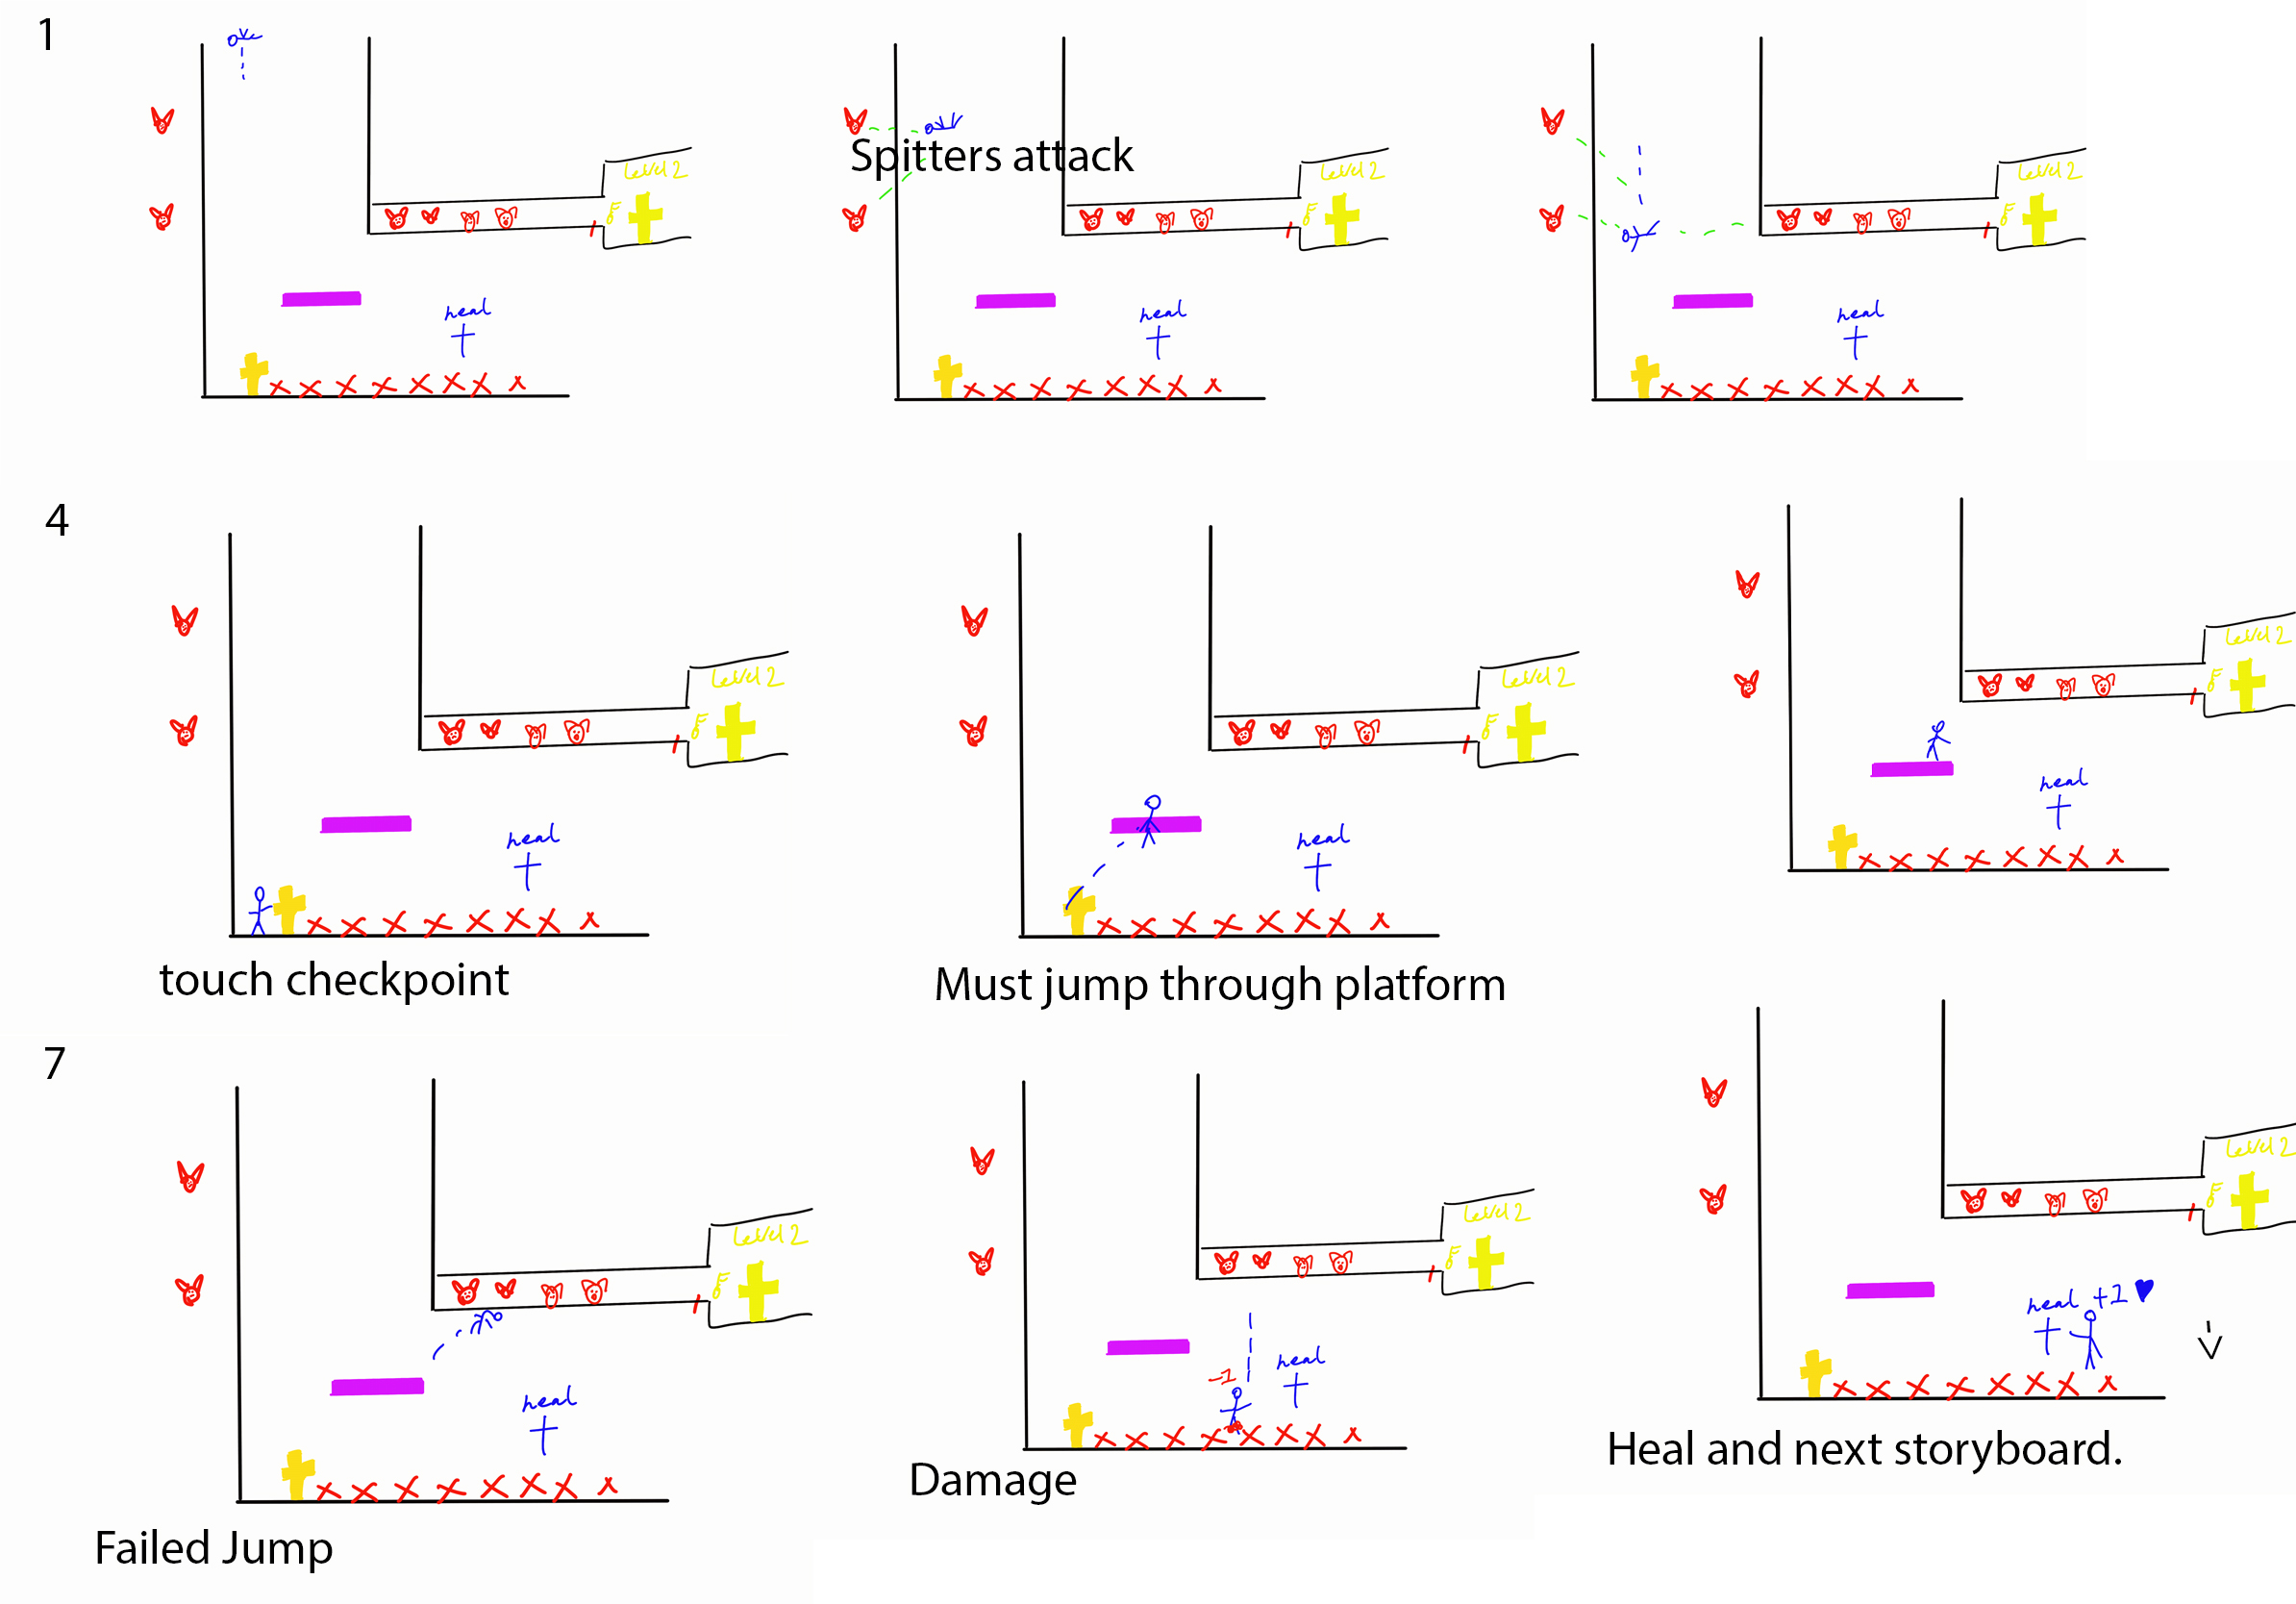 1
Level 2
heal
Spitters attack
Level 2
heal
Level 2
heal
4
Level 2
heal
touch checkpoint
Level 2
heal
Must jump through platform
Level 2
heal
7
Level 2
heal
Failed Jump
Level 2
-1
heal
Damage
Level 2
heal +1
Heal and next storyboard.